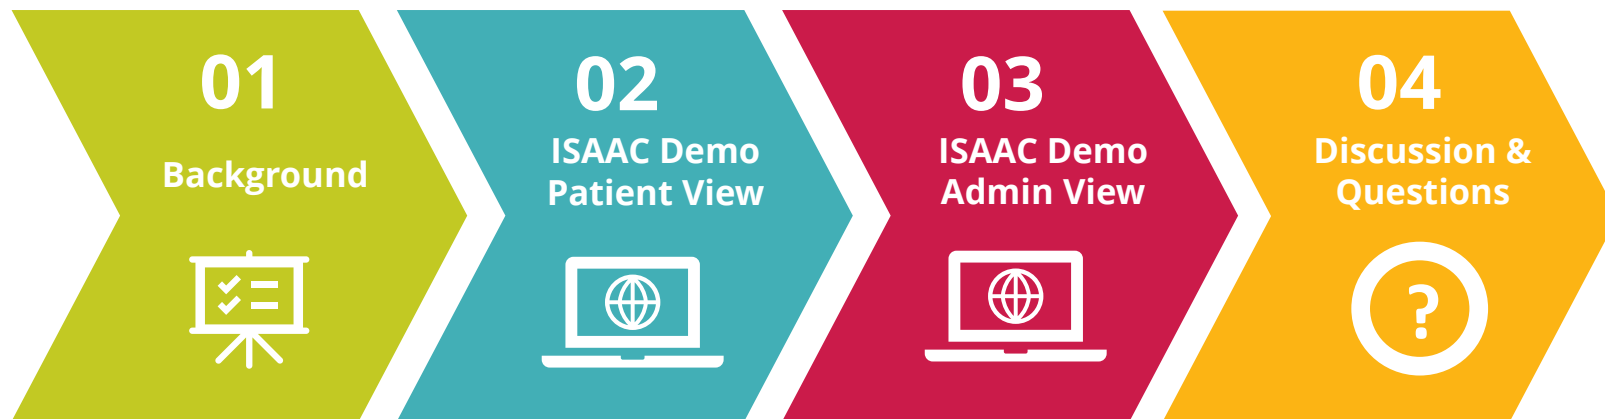 01
Background
02
ISAAC Demo
Patient View
03
ISAAC Demo
Admin View
04
Discussion &
Questions
?